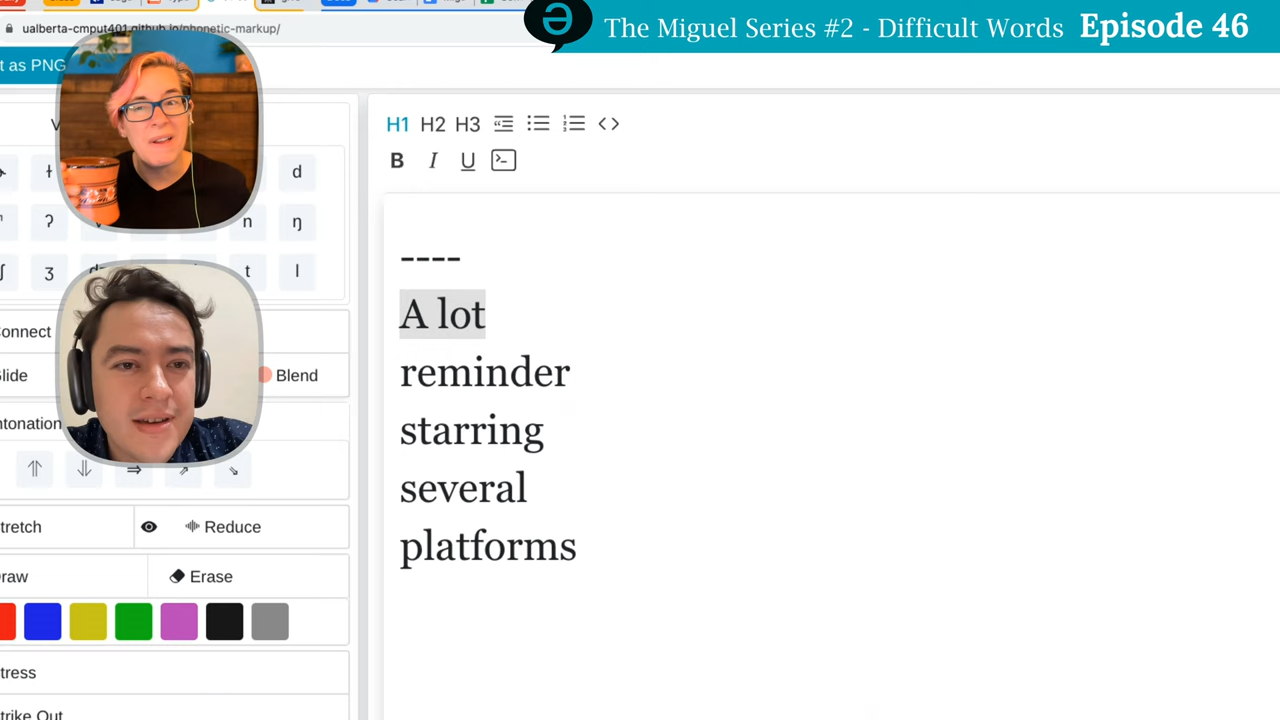 The Miguel Series #2 - Difficult Words Episode 46
ə
ualberta-cmput401.github.io/phonetic-markup/
t as PNG
H1 H2 H3
B I U
d
ʔ n ŋ
ʃ ʒ t l
----
A lot
reminder
starring
several
platforms
onnect
lide Blend
ntonation
⇑ ⇓ ⇒ ⇗ ⇘
tretch Reduce
raw Erase
tress
trike Out